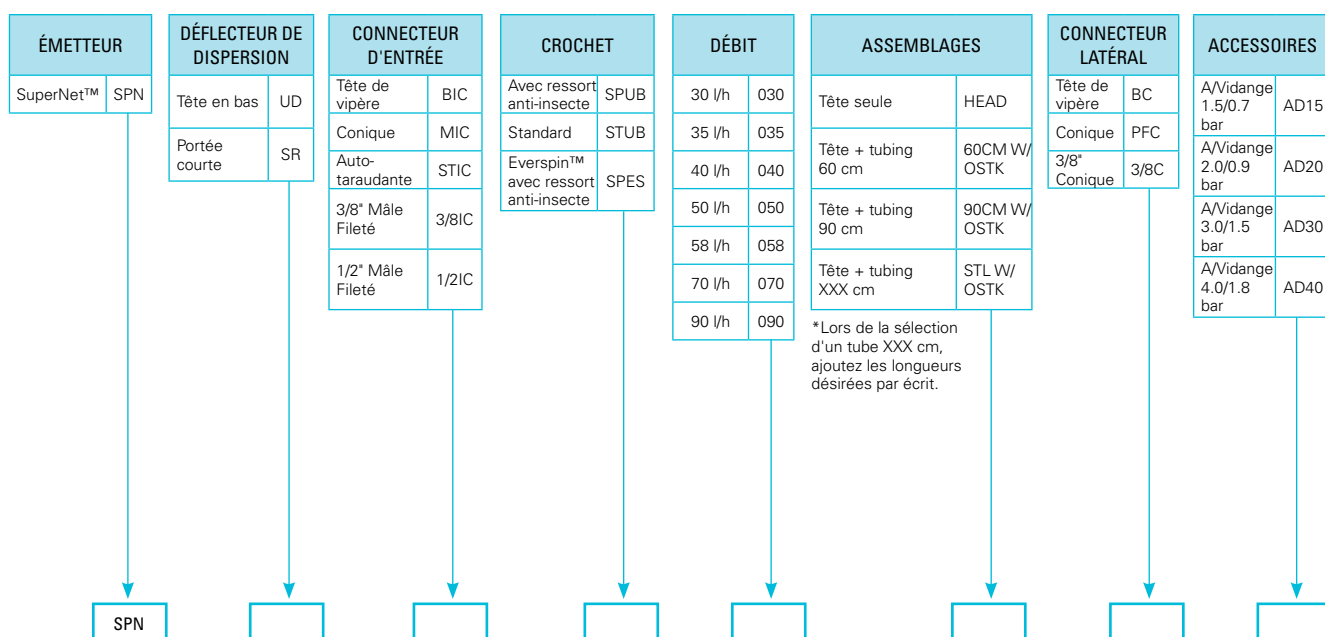 ÉMETTEUR
SuperNet™ SPN
DÉFLECTEUR DE
DISPERSION
Tête en bas UD
Portée
courte SR
CONNECTEUR
D'ENTRÉE
Tête de
vipère BIC
Conique MIC
Auto-
taraudante STIC
3/8" Mâle
Fileté 3/8IC
1/2" Mâle
Fileté 1/2IC
CROCHET
Avec ressort
anti-insecte SPUB
Standard STUB
Everspin™
avec ressort
anti-insecte SPES
DÉBIT
30 l/h 030
35 l/h 035
40 l/h 040
50 l/h 050
58 l/h 058
70 l/h 070
90 l/h 090
ASSEMBLAGES
Tête seule HEAD
Tête + tubing
60 cm
60CM W/
OSTK
Tête + tubing
90 cm
90CM W/
OSTK
Tête + tubing
XXX cm
STL W/
OSTK
*Lors de la sélection
d'un tube XXX cm,
ajoutez les longueurs
désirées par écrit.
CONNECTEUR
LATÉRAL
Tête de
vipère BC
Conique PFC
3/8"
Conique 3/8C
ACCESSOIRES
A/Vidange
1.5/0.7
bar AD15
A/Vidange
2.0/0.9
bar AD20
A/Vidange
3.0/1.5
bar AD30
A/Vidange
4.0/1.8
bar AD40
SPN